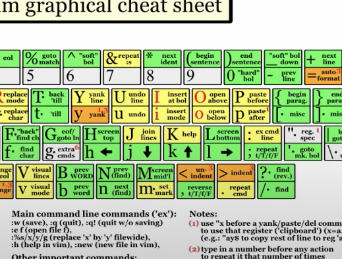 m graphical cheat sheet
eol % goto match ^ "soft" bol & repeat :s * next ident ( begin sentence ) end sentence "soft" bol down + next line
5 6 7 8 9 0 "hard" bol - prev line = auto- format
replace mode T back 'till Y yank line U undo line I insert at bol O open above P paste before { begin parag. } end parag.
replace char t 'till y yank u undo i insert mode o open below p paste after [ misc ] misc
F "back" find ch G eof/ goto ln H screen top J join lines K help L screen bottom : ex cmd line " reg. spec
f find char g extra cmds h j k l ; repeat t/T/f/F ' goto mk. bol
V visual lines B prev WORD N prev (find) M screen mid'l < un- indent > indent ? find (rev.)
v visual mode b prev word n next (find) m set mark , reverse t/T/f/F . repeat cmd / find
Main command line commands ('ex'):
:w (save), :q (quit), :q! (quit w/o saving)
:e f (open file f),
:%s/x/y/g (replace 'x' by 'y' filewide),
:h (help in vim), :new (new file in vim),
Other important commands:
Notes:
(1) use "x before a yank/paste/del comm
to use that register ('clipboard') (x=a
(e.g.: "ay$ to copy rest of line to reg 'a
(2) type in a number before any action
to repeat it that number of times